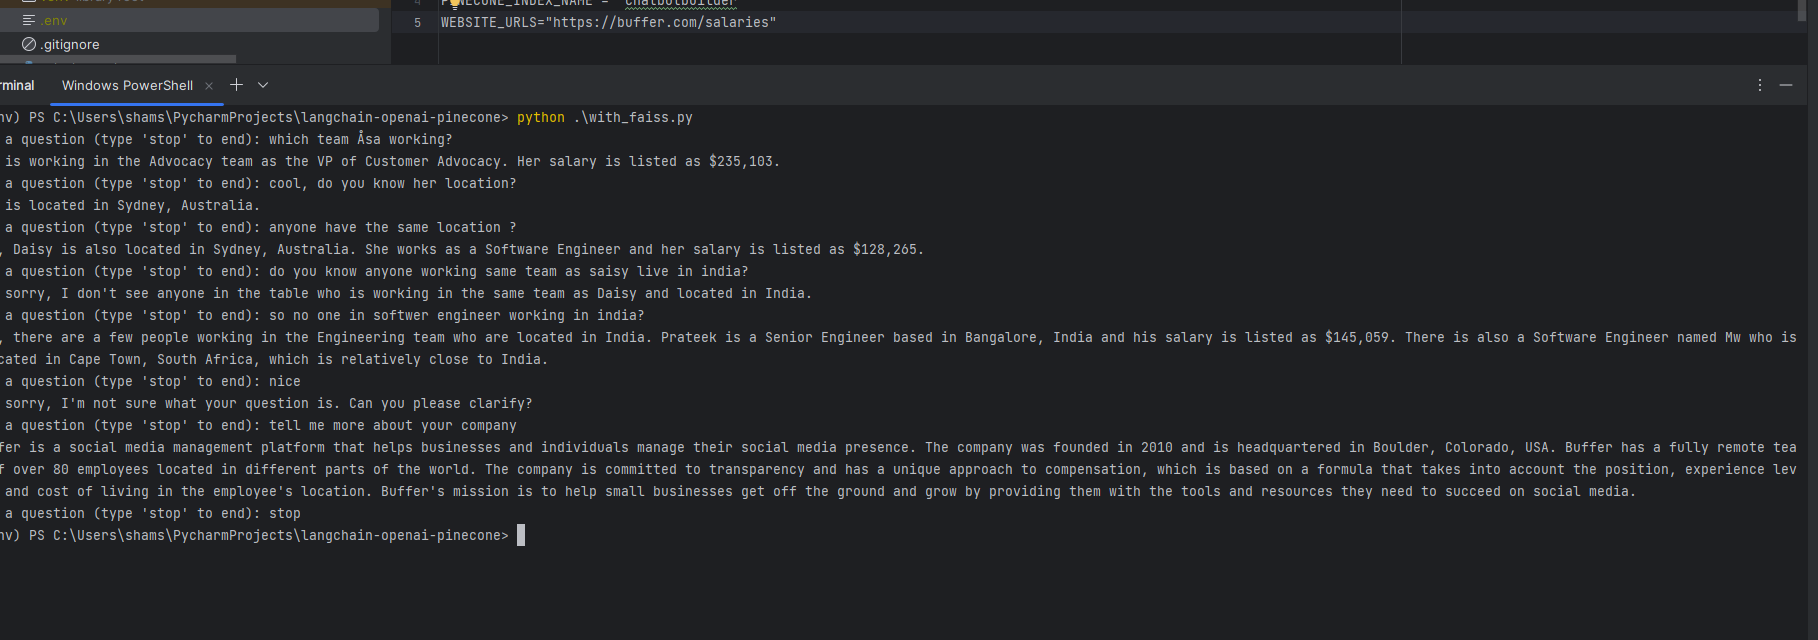 .env
.gitignore
PINECONE_INDEX_NAME = "chatbotbuilder"
5 WEBSITE_URLS="https://buffer.com/salaries"
rminal Windows PowerShell
nv) PS C:\Users\shams\PycharmProjects\langchain-openai-pinecone> python .\with_faiss.py
a question (type 'stop' to end): which team Åsa working?
is working in the Advocacy team as the VP of Customer Advocacy. Her salary is listed as $235,103.
a question (type 'stop' to end): cool, do you know her location?
is located in Sydney, Australia.
a question (type 'stop' to end): anyone have the same location ?
, Daisy is also located in Sydney, Australia. She works as a Software Engineer and her salary is listed as $128,265.
a question (type 'stop' to end): do you know anyone working same team as saisy live in india?
sorry, I don't see anyone in the table who is working in the same team as Daisy and located in India.
a question (type 'stop' to end): so no one in softwer engineer working in india?
, there are a few people working in the Engineering team who are located in India. Prateek is a Senior Engineer based in Bangalore, India and his salary is listed as $145,059. There is also a Software Engineer named Mw who is
cated in Cape Town, South Africa, which is relatively close to India.
a question (type 'stop' to end): nice
sorry, I'm not sure what your question is. Can you please clarify?
a question (type 'stop' to end): tell me more about your company
fer is a social media management platform that helps businesses and individuals manage their social media presence. The company was founded in 2010 and is headquartered in Boulder, Colorado, USA. Buffer has a fully remote tea
f over 80 employees located in different parts of the world. The company is committed to transparency and has a unique approach to compensation, which is based on a formula that takes into account the position, experience lev
and cost of living in the employee's location. Buffer's mission is to help small businesses get off the ground and grow by providing them with the tools and resources they need to succeed on social media.
a question (type 'stop' to end): stop
nv) PS C:\Users\shams\PycharmProjects\langchain-openai-pinecone>